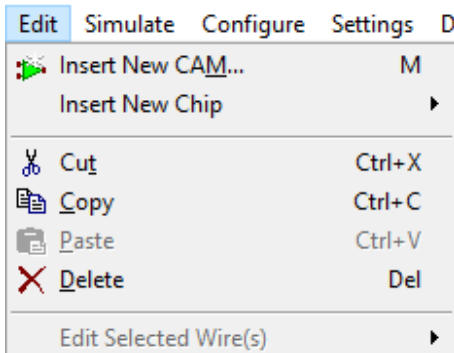 Edit Simulate Configure Settings D
Insert New CAM... M
Insert New Chip
Cut Ctrl+X
Copy Ctrl+C
Paste Ctrl+V
Delete Del
Edit Selected Wire(s)